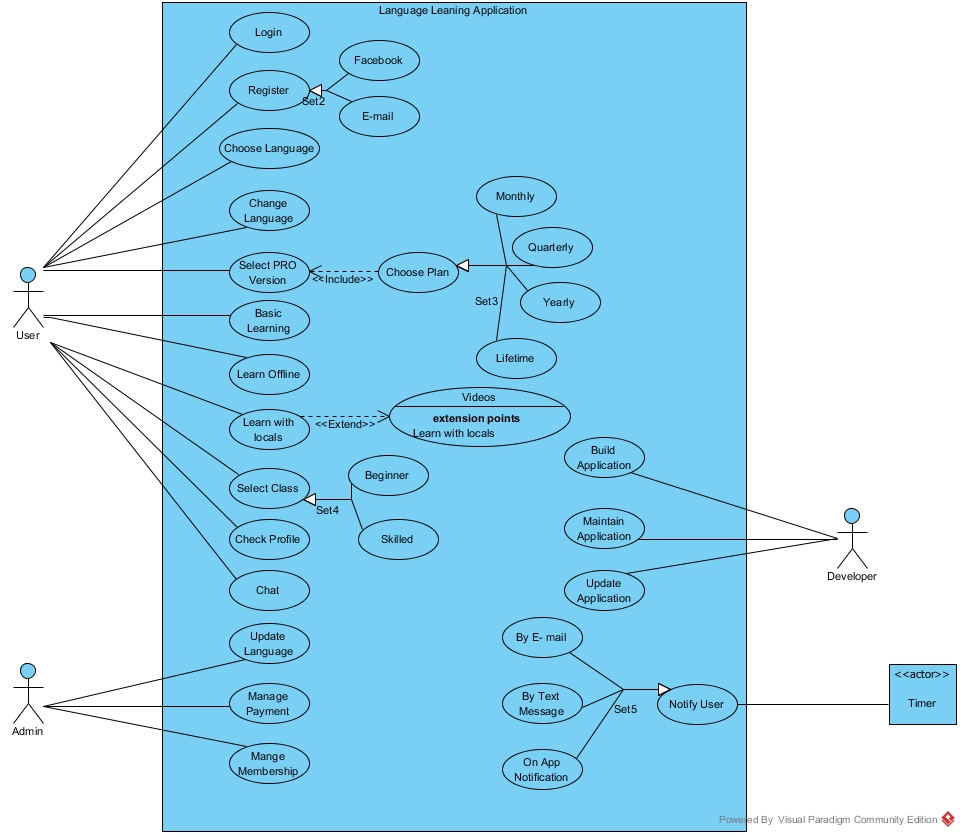 Language Leaning Application
Login
Facebook
Register
Set2
E-mail
Choose Language
Change
Language
Monthly
Quarterly
Select PRO
Version
<<Include>>
Choose Plan
Set3
Yearly
Basic
Learning
User
Lifetime
Learn Offline
Videos
extension points
Learn with locals
Learn with
locals
<<Extend>>
Build
Application
Beginner
Select Class
Set4
Skilled
Check Profile
Maintain
Application
Developer
Chat
Update
Application
Update
Language
By E- mail
<<actor>>
Timer
Manage
Payment
By Text
Message
Set5
Notify User
Admin
Mange
Membership
On App
Notification
Powered By Visual Paradigm Community Edition